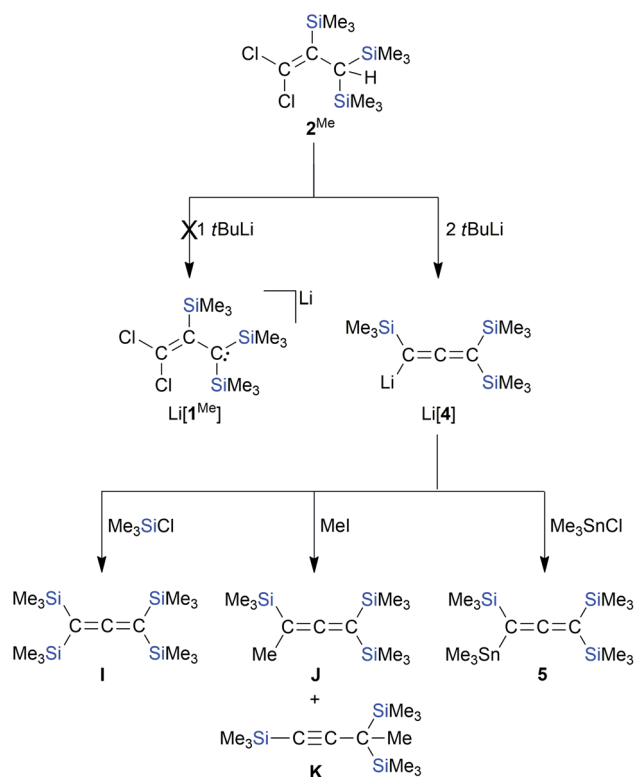 SiMe3
Cl C SiMe3
C C H
Cl SiMe3
2Me
X 1 tBuLi 2 tBuLi
Li
SiMe3
Cl C SiMe3
C C:
Cl SiMe3
Li[1Me]
Me3Si SiMe3
C=C=C
Li SiMe3
Li[4]
Me3SiCl MeI Me3SnCl
Me3Si SiMe3
C=C=C
Me3Si SiMe3
I
Me3Si SiMe3
C=C=C
Me SiMe3
J
+
SiMe3
Me3Si—C≡C—C—Me
SiMe3
K
Me3Si SiMe3
C=C=C
Me3Sn SiMe3
5